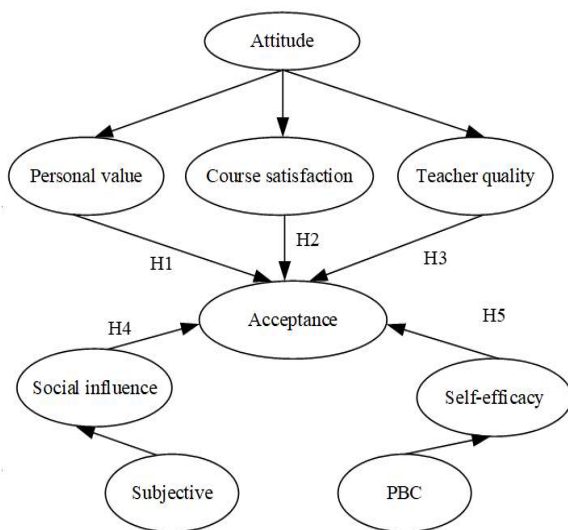 Attitude
Personal value
Course satisfaction
Teacher quality
H1
H2
H3
Acceptance
H4
H5
Social influence
Self-efficacy
Subjective
PBC